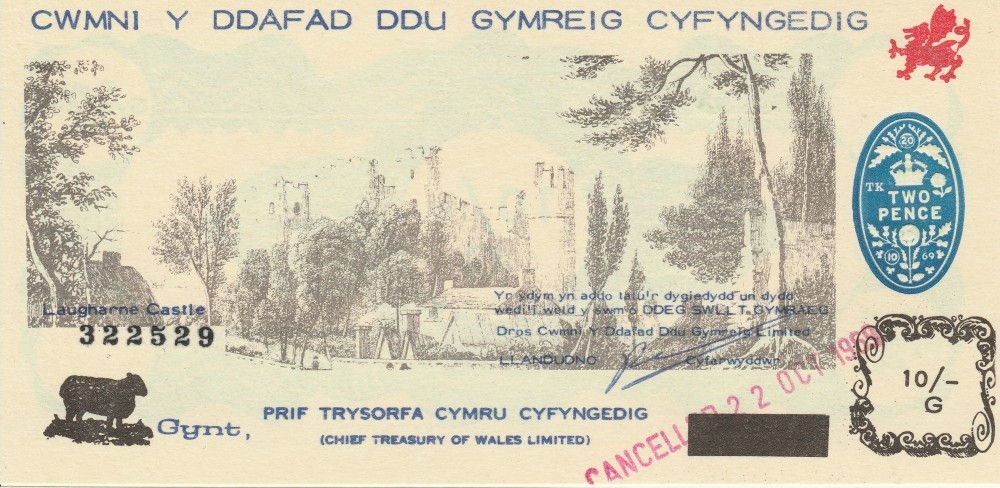 CWMNI Y DDAFAD DDU GYMREIG CYFYNGEDIG
20
TK
TWO
PENCE
10 69
Laugharne Castle
322529
Yr ydym yn addo talu'r dygiedydd un dydd
wedi'i weld y swm o DDEG SWLLT GYMRAEG
Dros Cwmni Y Ddafad Ddu Gymreig Limited
LLANDUDNO Cyfarwyddwr
10/-
G
Gynt,
PRIF TRYSORFA CYMRU CYFYNGEDIG
(CHIEF TREASURY OF WALES LIMITED)
22 OCT